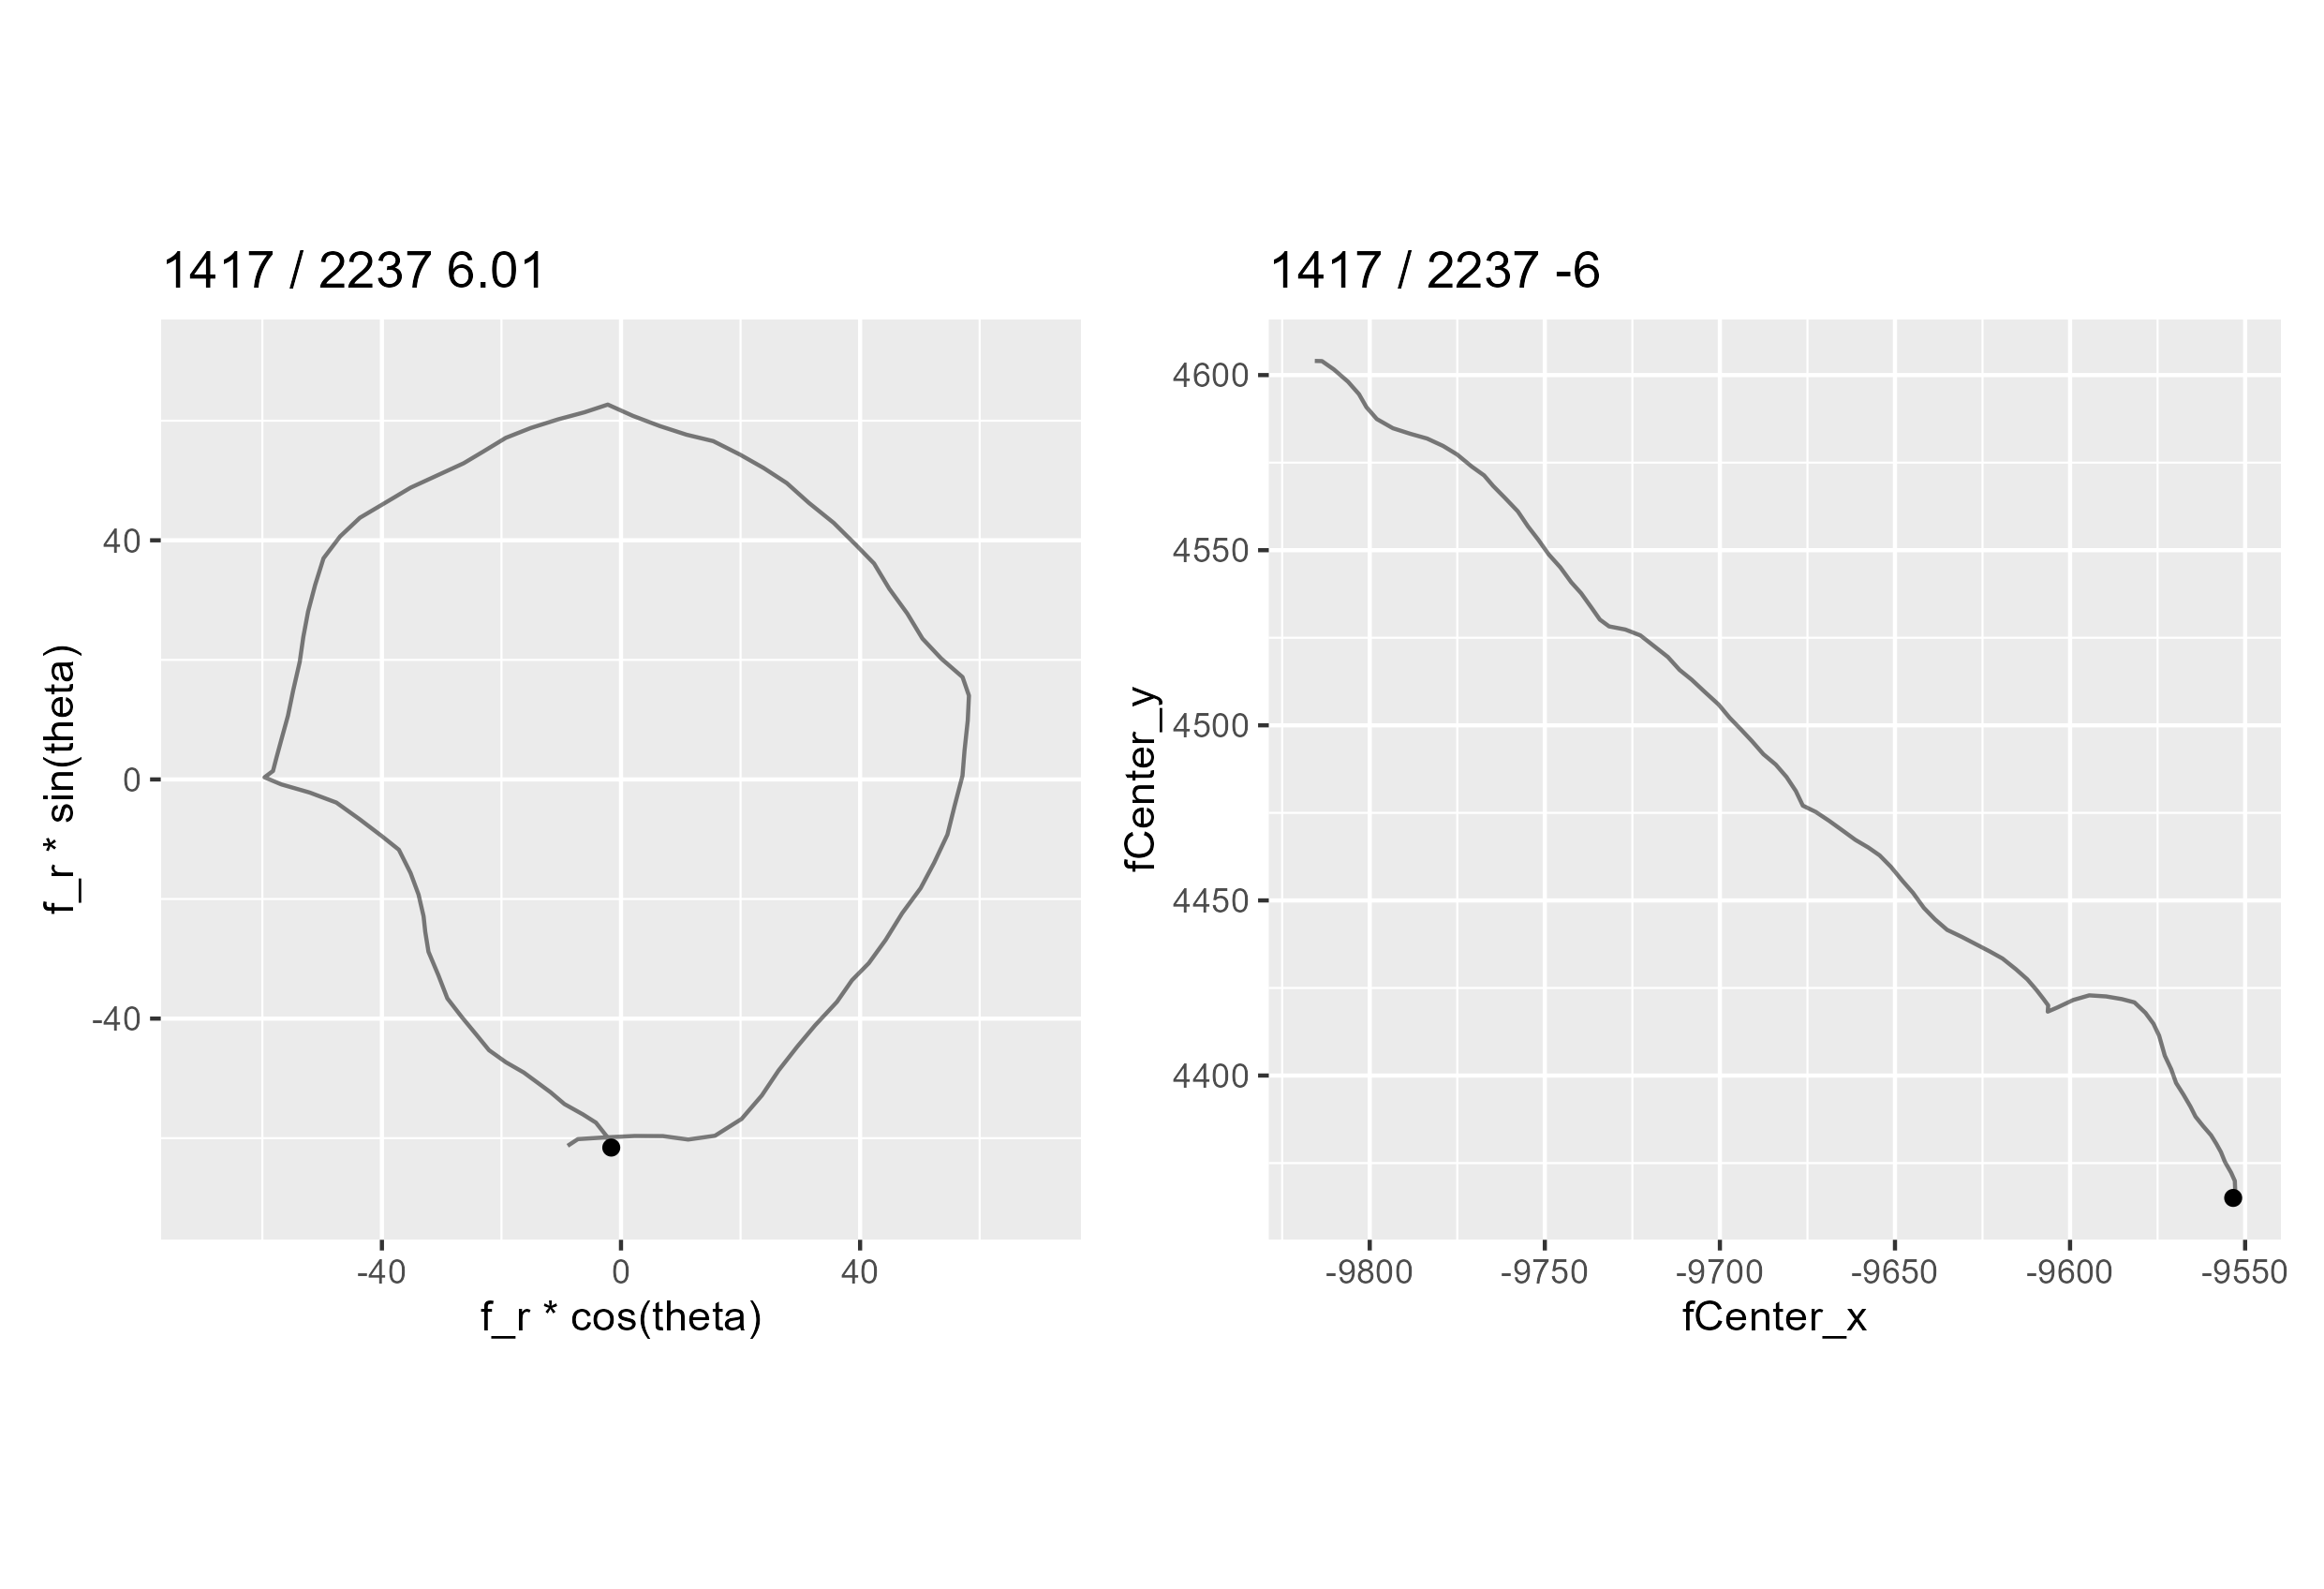 1417 / 2237 6.01
40
0
-40
f_r * sin(theta)
-40 0 40
f_r * cos(theta)
1417 / 2237 -6
4600
4550
4500
4450
4400
fCenter_y
-9800 -9750 -9700 -9650 -9600 -9550
fCenter_x